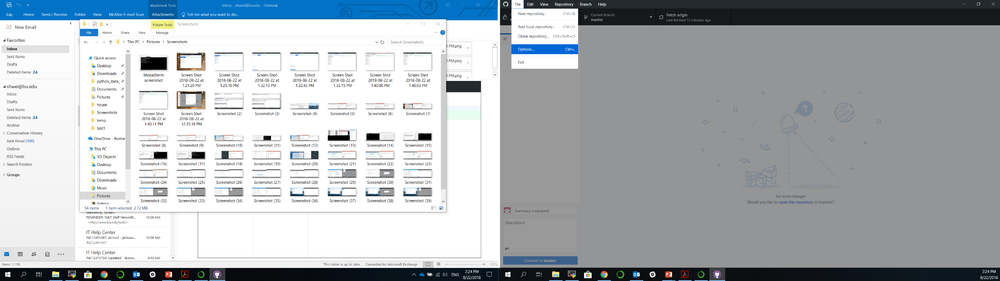 Attachment Tools
Inbox - shwei@bu.edu - Outlook
File Home Send / Receive Folder View McAfee E-mail Scan Attachments Tell me what you want to do...
New Email
Favorites
Inbox
Sent Items
Drafts
Deleted Items 24
shwei@bu.edu
Inbox
Drafts
Sent Items
Deleted Items 24
Archive
Conversation History
Junk Email [300]
Outbox
RSS Feeds
Search Folders
Groups
Items: 1,156
Picture Tools
Screenshots
File Home Share View Manage
This PC Pictures Screenshots
Search Screenshots
Quick access
Desktop
Downloads
python_data_
Documents
Pictures
house
Screenshots
temp
test1
OneDrive - Bostor
This PC
3D Objects
Desktop
Documents
Downloads
Music
Pictures
Videos
MobaXterm screenshot
Screen Shot 2018-08-22 at 1.21.20 PM
Screen Shot 2018-08-22 at 1.29.10 PM
Screen Shot 2018-08-22 at 1.32.13 PM
Screen Shot 2018-08-22 at 1.32.43 PM
Screen Shot 2018-08-22 at 1.33.15 PM
Screen Shot 2018-08-22 at 1.40.00 PM
Screen Shot 2018-08-22 at 1.40.03 PM
Screen Shot 2018-08-22 at 1.40.11 PM
Screen Shot 2018-08-22 at 12.35.18 PM
Screenshot (2)
Screenshot (3)
Screenshot (4)
Screenshot (5)
Screenshot (6)
Screenshot (7)
Screenshot (8)
Screenshot (9)
Screenshot (10)
Screenshot (11)
Screenshot (12)
Screenshot (13)
Screenshot (14)
Screenshot (15)
Screenshot (16)
Screenshot (17)
Screenshot (18)
Screenshot (19)
Screenshot (20)
Screenshot (21)
Screenshot (22)
Screenshot (23)
Screenshot (24)
Screenshot (25)
Screenshot (26)
Screenshot (27)
Screenshot (28)
Screenshot (29)
Screenshot (30)
Screenshot (31)
Screenshot (32)
Screenshot (33)
Screenshot (34)
Screenshot (35)
Screenshot (36)
Screenshot (37)
Screenshot (38)
Screenshot (39)
54 items 1 item selected 2.72 MB
3 PM.png
0 PM.png
3 PM.png
Baldeck, Brian
REMINDER: IS&T Staff Newslett... 10:26 AM
<http://www.bu.edu/tech/>
IT Help Center
INC12491047: Arrived - jiehuan... 10:04 AM
INC12491047
IT Help Center
INC12475739: Updated - leonw... 9:44 AM
This folder is up to date. Connected to: Microsoft Exchange
100%
ENG
2:24 PM
8/22/2018
File Edit View Repository Branch Help
New repository... Ctrl+N
Add local repository... Ctrl+O
Clone repository... Ctrl+Shift+O
Options... Ctrl+,
Exit
Current branch
master
Fetch origin
Last fetched 12 minutes ago
No local changes
Would you like to open this repository in Explorer?
Summary (required)
Description
Commit to master
2:24 PM
8/22/2018